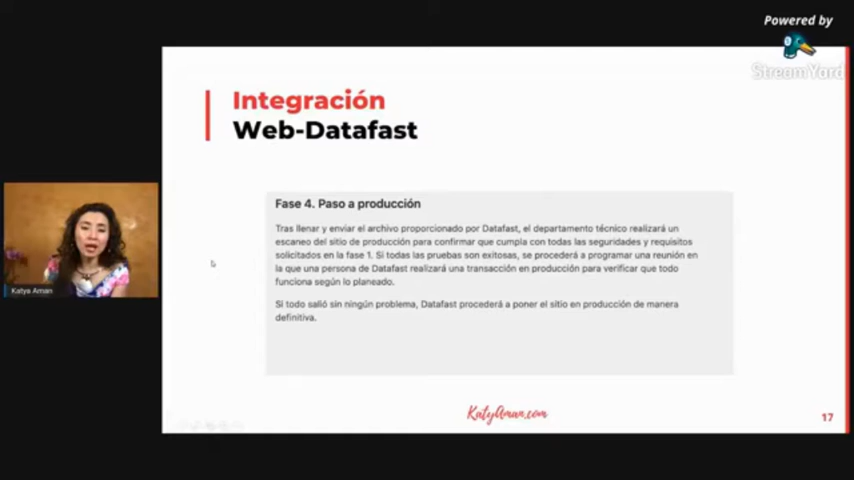 Powered by
StreamYard
Integración
Web-Datafast
Fase 4. Paso a producción
Tras llenar y enviar el archivo proporcionado por Datafast, el departamento técnico realizará un
escaneo del sitio de producción para confirmar que cumpla con todas las seguridades y requisitos
solicitados en la fase 1. Si todas las pruebas son exitosas, se procederá a programar una reunión en
la que una persona de Datafast realizará una transacción en producción para verificar que todo
funciona según lo planeado.
Si todo salió sin ningún problema, Datafast procederá a poner el sitio en producción de manera
definitiva.
Katya Aman
KatyAman.com
17